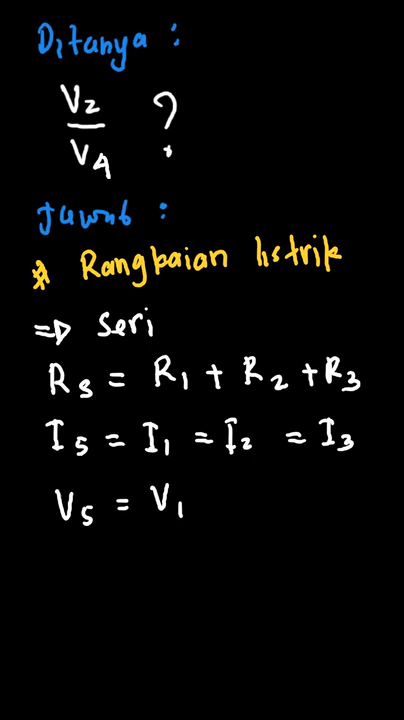 Ditanya :
V2/V4 ?
Jawab :
* Rangkaian listrik
=> seri
Rs = R1 + R2 + R3
Is = I1 = I2 = I3
Vs = V1